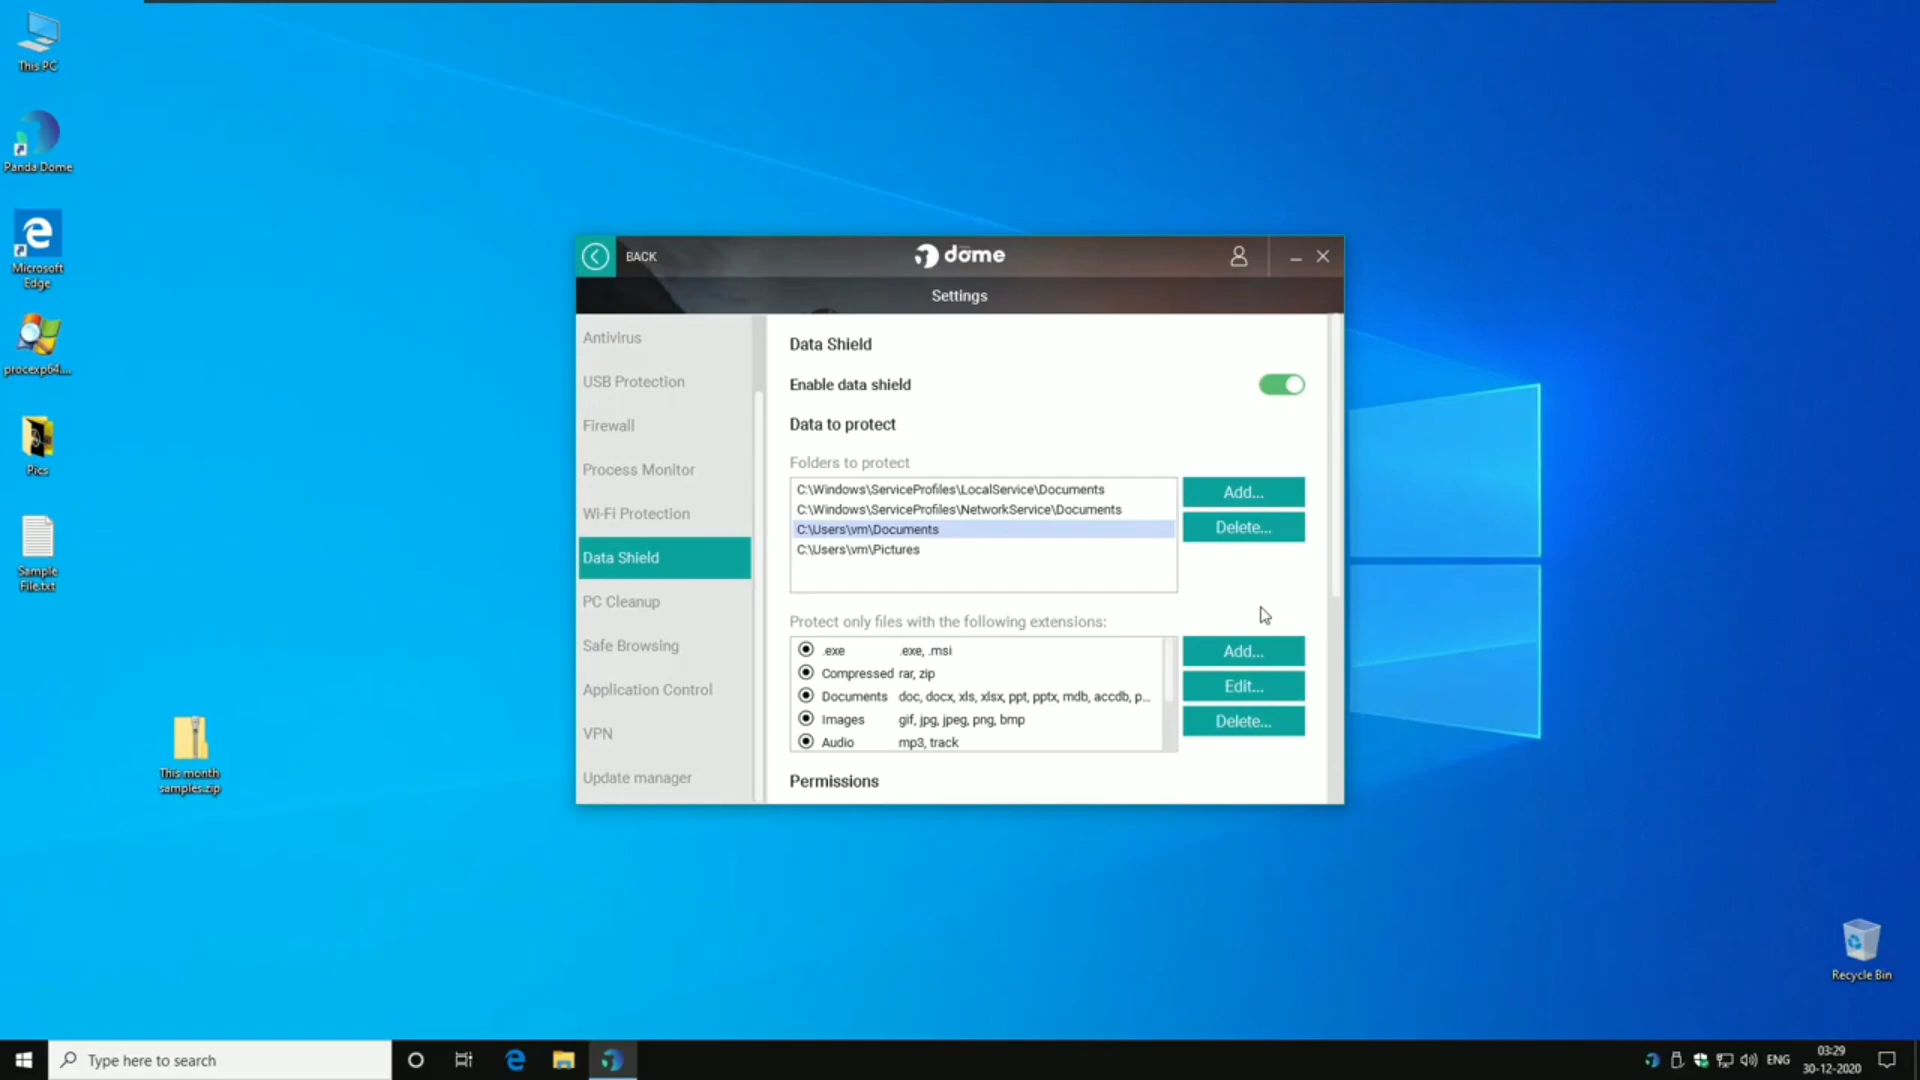 This PC
Panda Dome
Microsoft
Edge
procexp64....
Pics
Sample
File.txt
This month
samples.zip
BACK
dome
Settings
Antivirus
USB Protection
Firewall
Process Monitor
Wi-Fi Protection
Data Shield
PC Cleanup
Safe Browsing
Application Control
VPN
Update manager
Data Shield
Enable data shield
Data to protect
Folders to protect
C:\Windows\ServiceProfiles\LocalService\Documents
C:\Windows\ServiceProfiles\NetworkService\Documents
C:\Users\vm\Documents
C:\Users\vm\Pictures
Add...
Delete...
Protect only files with the following extensions:
.exe .exe, .msi
Compressed rar, zip
Documents doc, docx, xls, xlsx, ppt, pptx, mdb, accdb, p...
Images gif, jpg, jpeg, png, bmp
Audio mp3, track
Add...
Edit...
Delete...
Permissions
Recycle Bin
Type here to search
ENG
03:29
30-12-2020